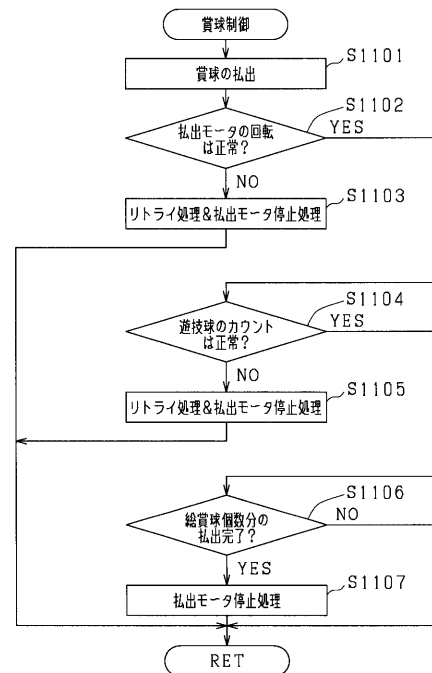 賞球制御
賞球の払出
S1101
払出モータの回転
は正常?
S1102
YES
NO
リトライ処理&払出モータ停止処理
S1103
遊技球のカウント
は正常?
S1104
YES
NO
リトライ処理&払出モータ停止処理
S1105
総賞球個数分の
払出完了?
S1106
NO
YES
払出モータ停止処理
S1107
RET